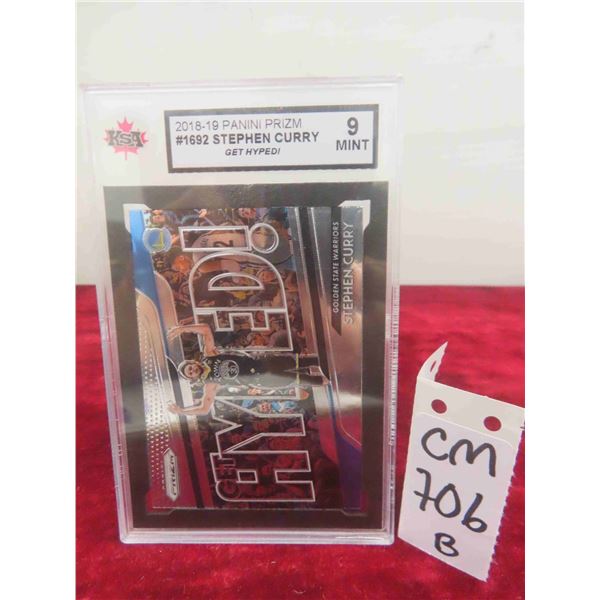 KSA
2018-19 PANINI PRIZM
#1692 STEPHEN CURRY
GET HYPED!
9
MINT
GET
HYPED!
GOLDEN STATE WARRIORS
STEPHEN CURRY
PRIZM
CM
706
B